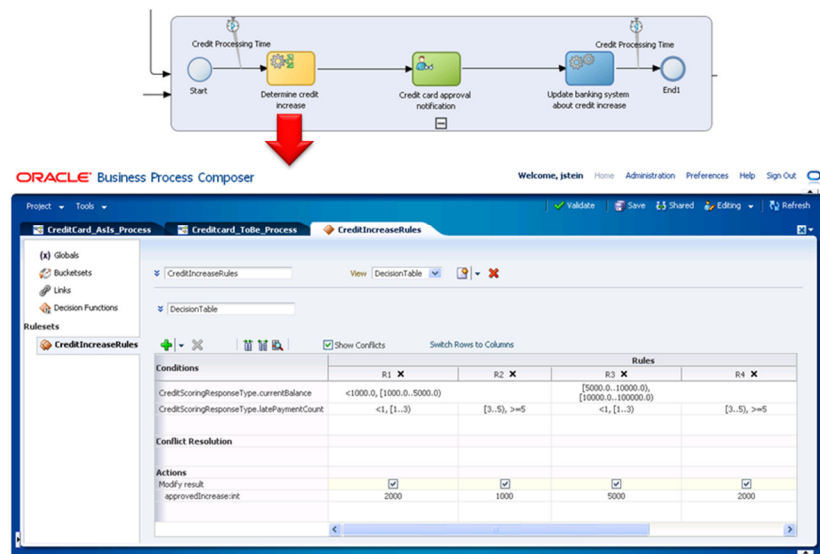 Credit Processing Time
Credit Processing Time
Start
Determine credit
increase
Credit card approval
notification
Update banking system
about credit increase
End1
ORACLE Business Process Composer
Welcome, jstein Home Administration Preferences Help Sign Out
Project Tools
Validate Save Shared Editing Refresh
CreditCard_AsIs_Process Creditcard_ToBe_Process CreditIncreaseRules
(x) Globals
Bucketsets
Links
Decision Functions
Rulesets
CreditIncreaseRules
CreditIncreaseRules View DecisionTable
DecisionTable
Show Conflicts Switch Rows to Columns
Conditions
Rules
R1 R2 R3 R4
CreditScoringResponseType.currentBalance <1000.0, [1000.0..5000.0) [5000.0..10000.0),
[10000.0..100000.0)
CreditScoringResponseType.latePaymentCount <1, [1..3) [3..5), >=5 <1, [1..3) [3..5), >=5
Conflict Resolution
Actions
Modify result
approvedIncrease:int 2000 1000 5000 2000